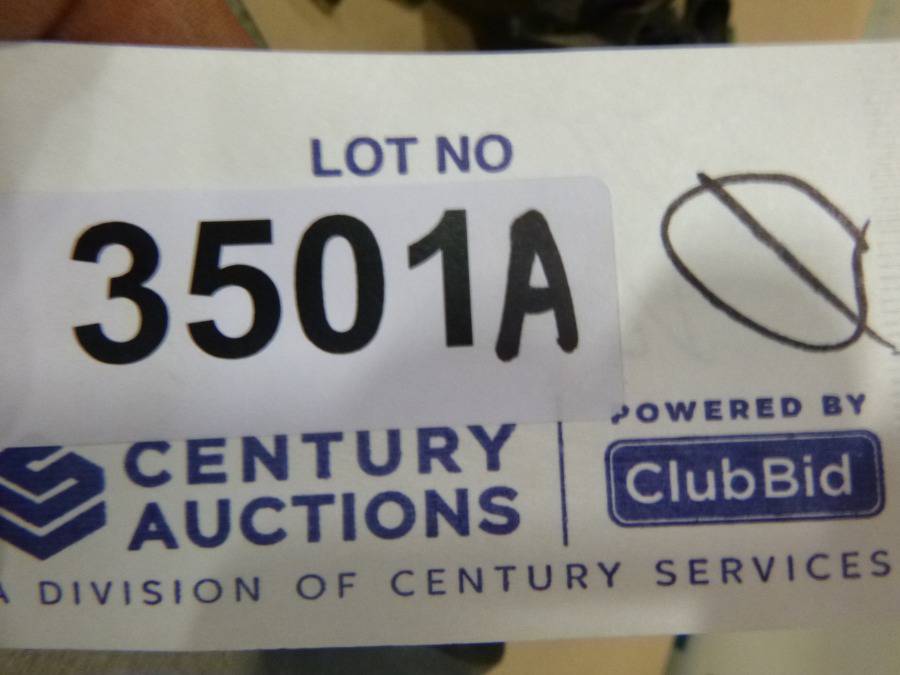 LOT NO
3501A
POWERED BY
CENTURY
AUCTIONS
ClubBid
A DIVISION OF CENTURY SERVICES